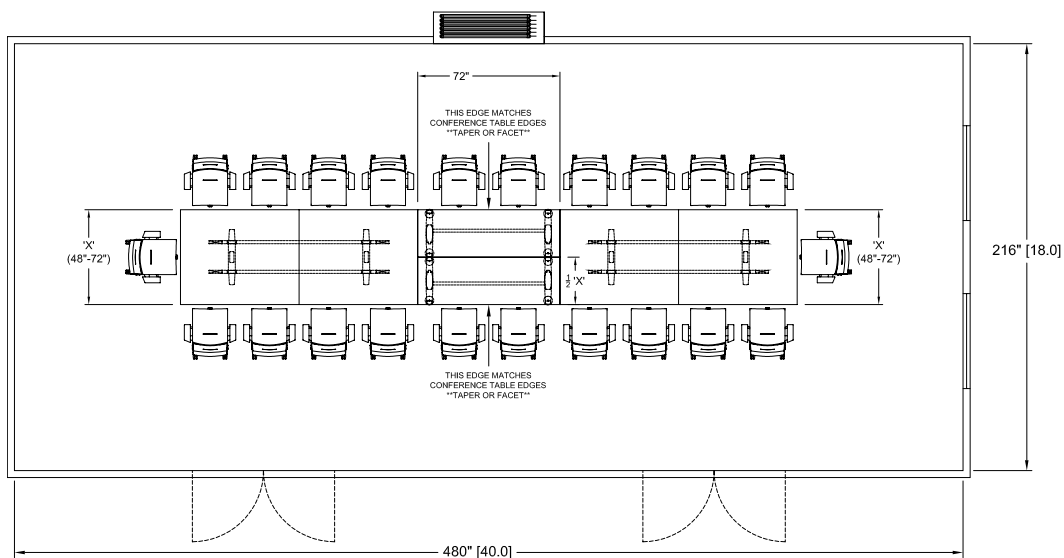 72"
THIS EDGE MATCHES
CONFERENCE TABLE EDGES
**TAPER OR FACET**
'X'
(48"-72")
'X'
(48"-72")
216" [18.0]
½ 'X'
THIS EDGE MATCHES
CONFERENCE TABLE EDGES
**TAPER OR FACET**
480" [40.0]